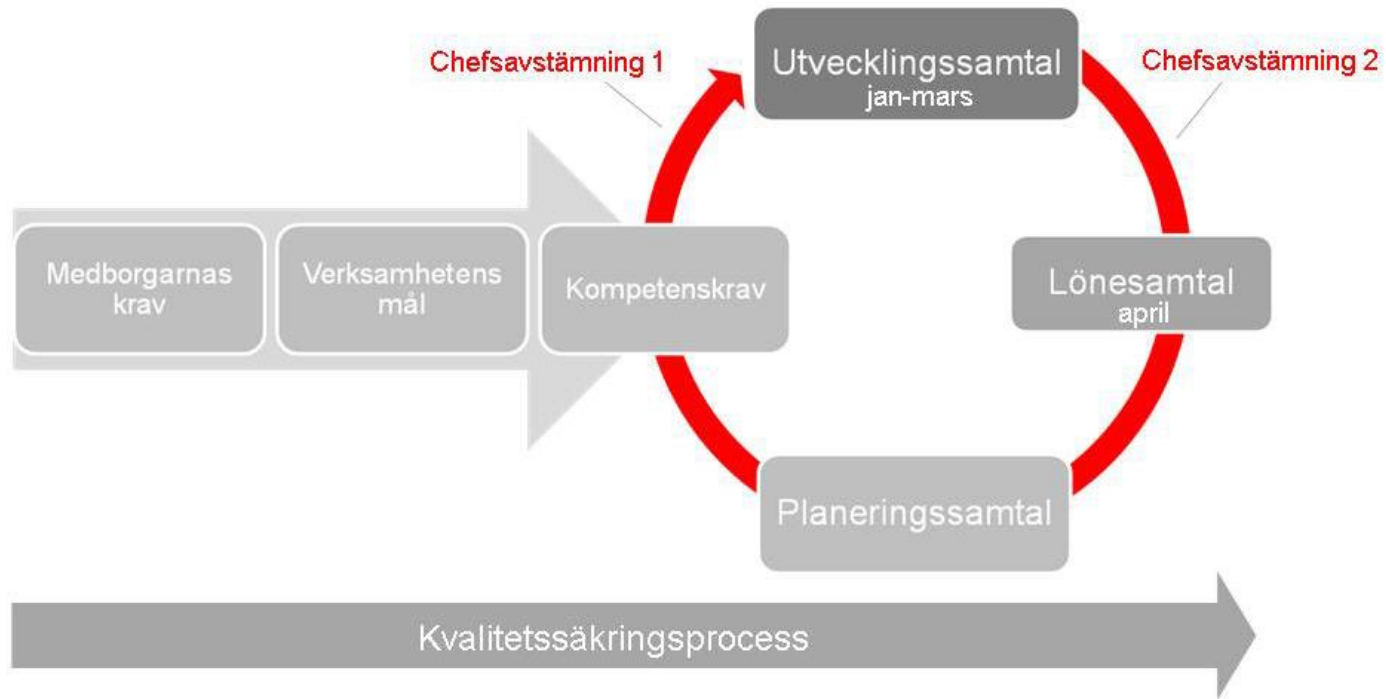 Chefsavstämning 1
Utvecklingssamtal
jan-mars
Chefsavstämning 2
Medborgarnas
krav
Verksamhetens
mål
Kompetenskrav
Lönesamtal
april
Planeringssamtal
Kvalitetssäkringsprocess